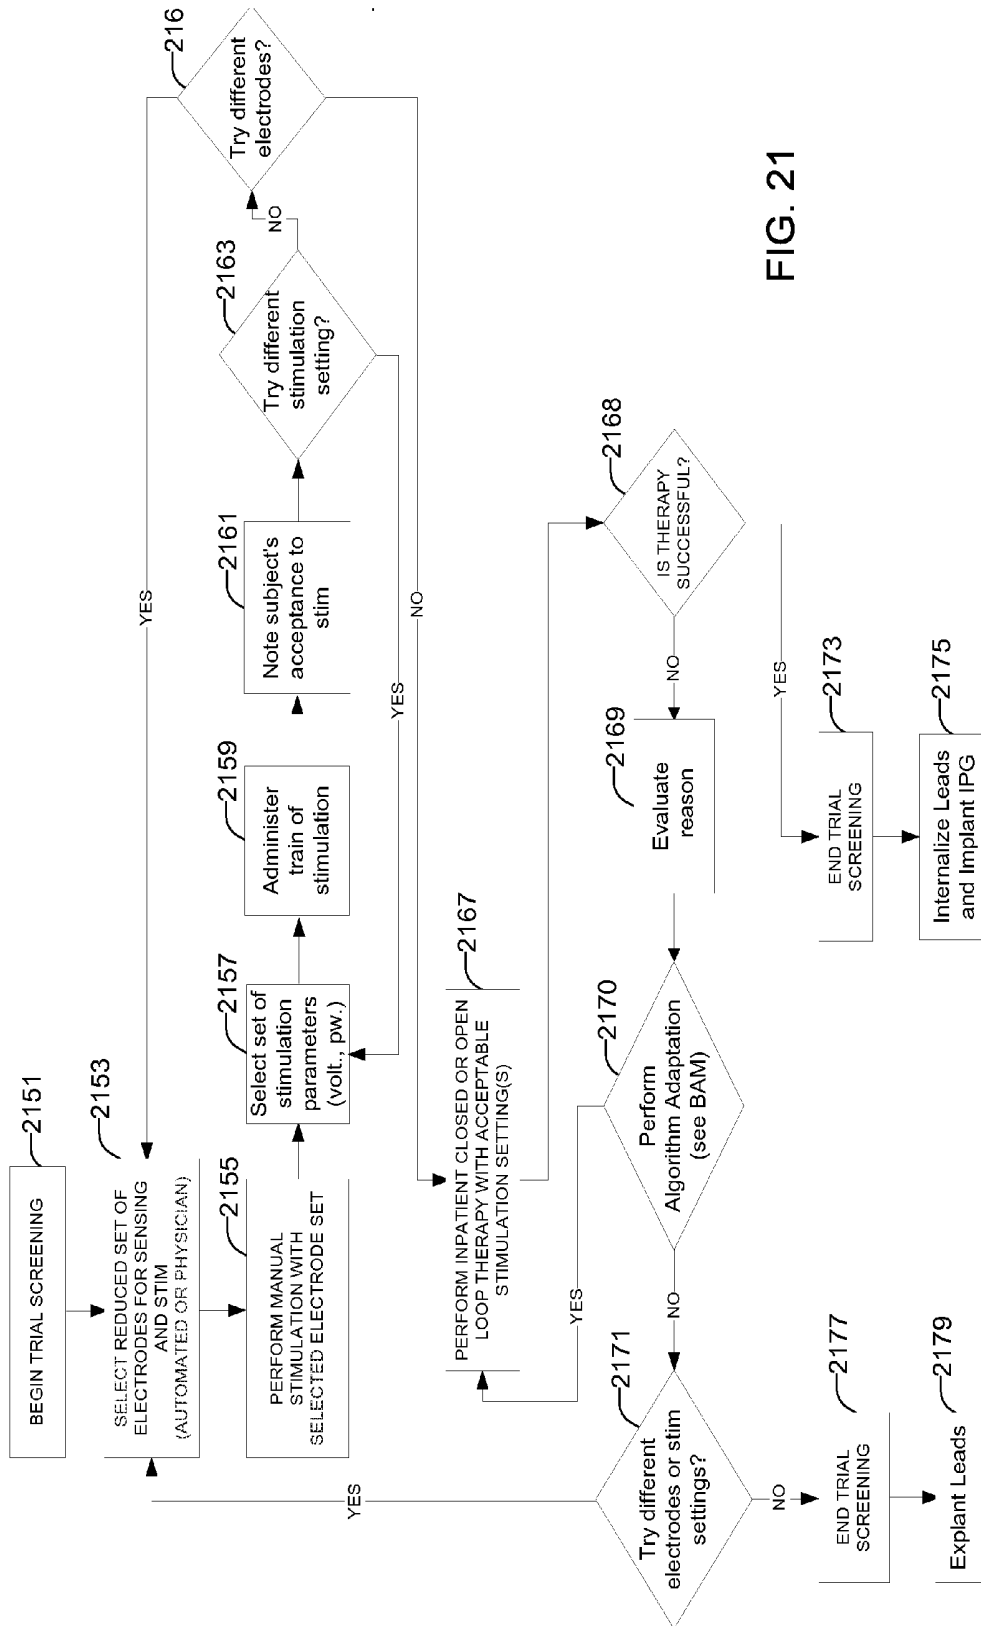 2151
BEGIN TRIAL SCREENING
2153
SELECT REDUCED SET OF
ELECTRODES FOR SENSING
AND STIM
(AUTOMATED OR PHYSICIAN)
2155
PERFORM MANUAL
STIMULATION WITH
SELECTED ELECTRODE SET
2157
Select set of
stimulation
parameters
(volt., pw.)
2159
Administer
train of
stimulation
2161
Note subject's
acceptance to
stim
2163
Try different
stimulation
setting?
NO
YES
216
Try different
electrodes?
YES
NO
2167
PERFORM INPATIENT CLOSED OR OPEN
LOOP THERAPY WITH ACCEPTABLE
STIMULATION SETTING(S)
2168
IS THERAPY
SUCCESSFUL?
NO
YES
2169
Evaluate
reason
2170
Perform
Algorithm Adaptation
(see BAM)
YES
NO
2171
Try different
electrodes or stim
settings?
YES
NO
2173
END TRIAL
SCREENING
2175
Internalize Leads
and Implant IPG
2177
END TRIAL
SCREENING
2179
Explant Leads
FIG. 21